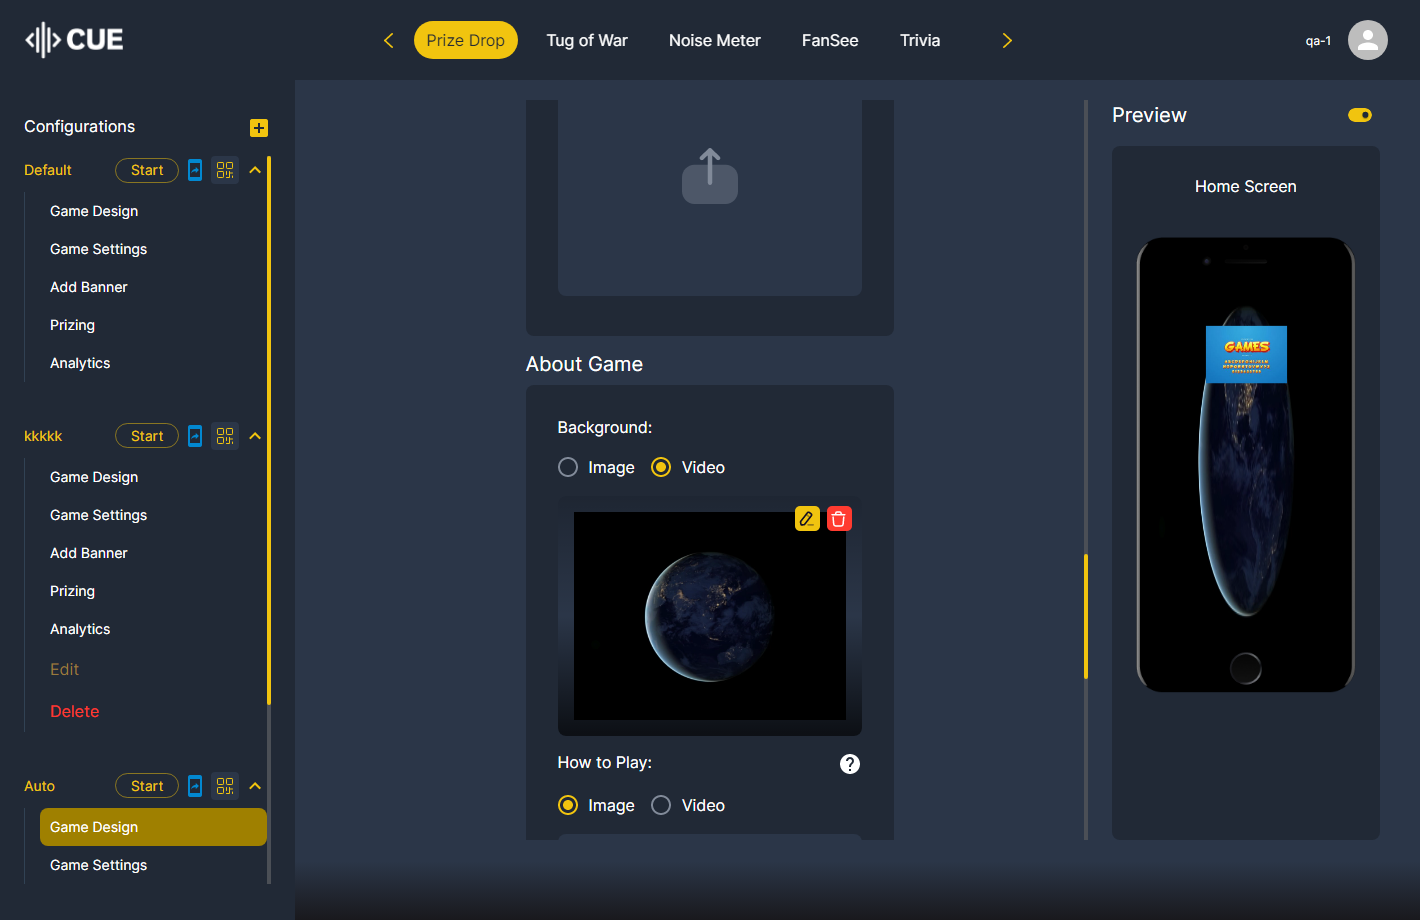 CUE
Prize Drop
Tug of War
Noise Meter
FanSee
Trivia
qa-1
Configurations
Default
Start
Game Design
Game Settings
Add Banner
Prizing
Analytics
kkkkk
Start
Game Design
Game Settings
Add Banner
Prizing
Analytics
Edit
Delete
Auto
Start
Game Design
Game Settings
About Game
Background:
Image
Video
How to Play:
?
Image
Video
Preview
Home Screen
GAMES